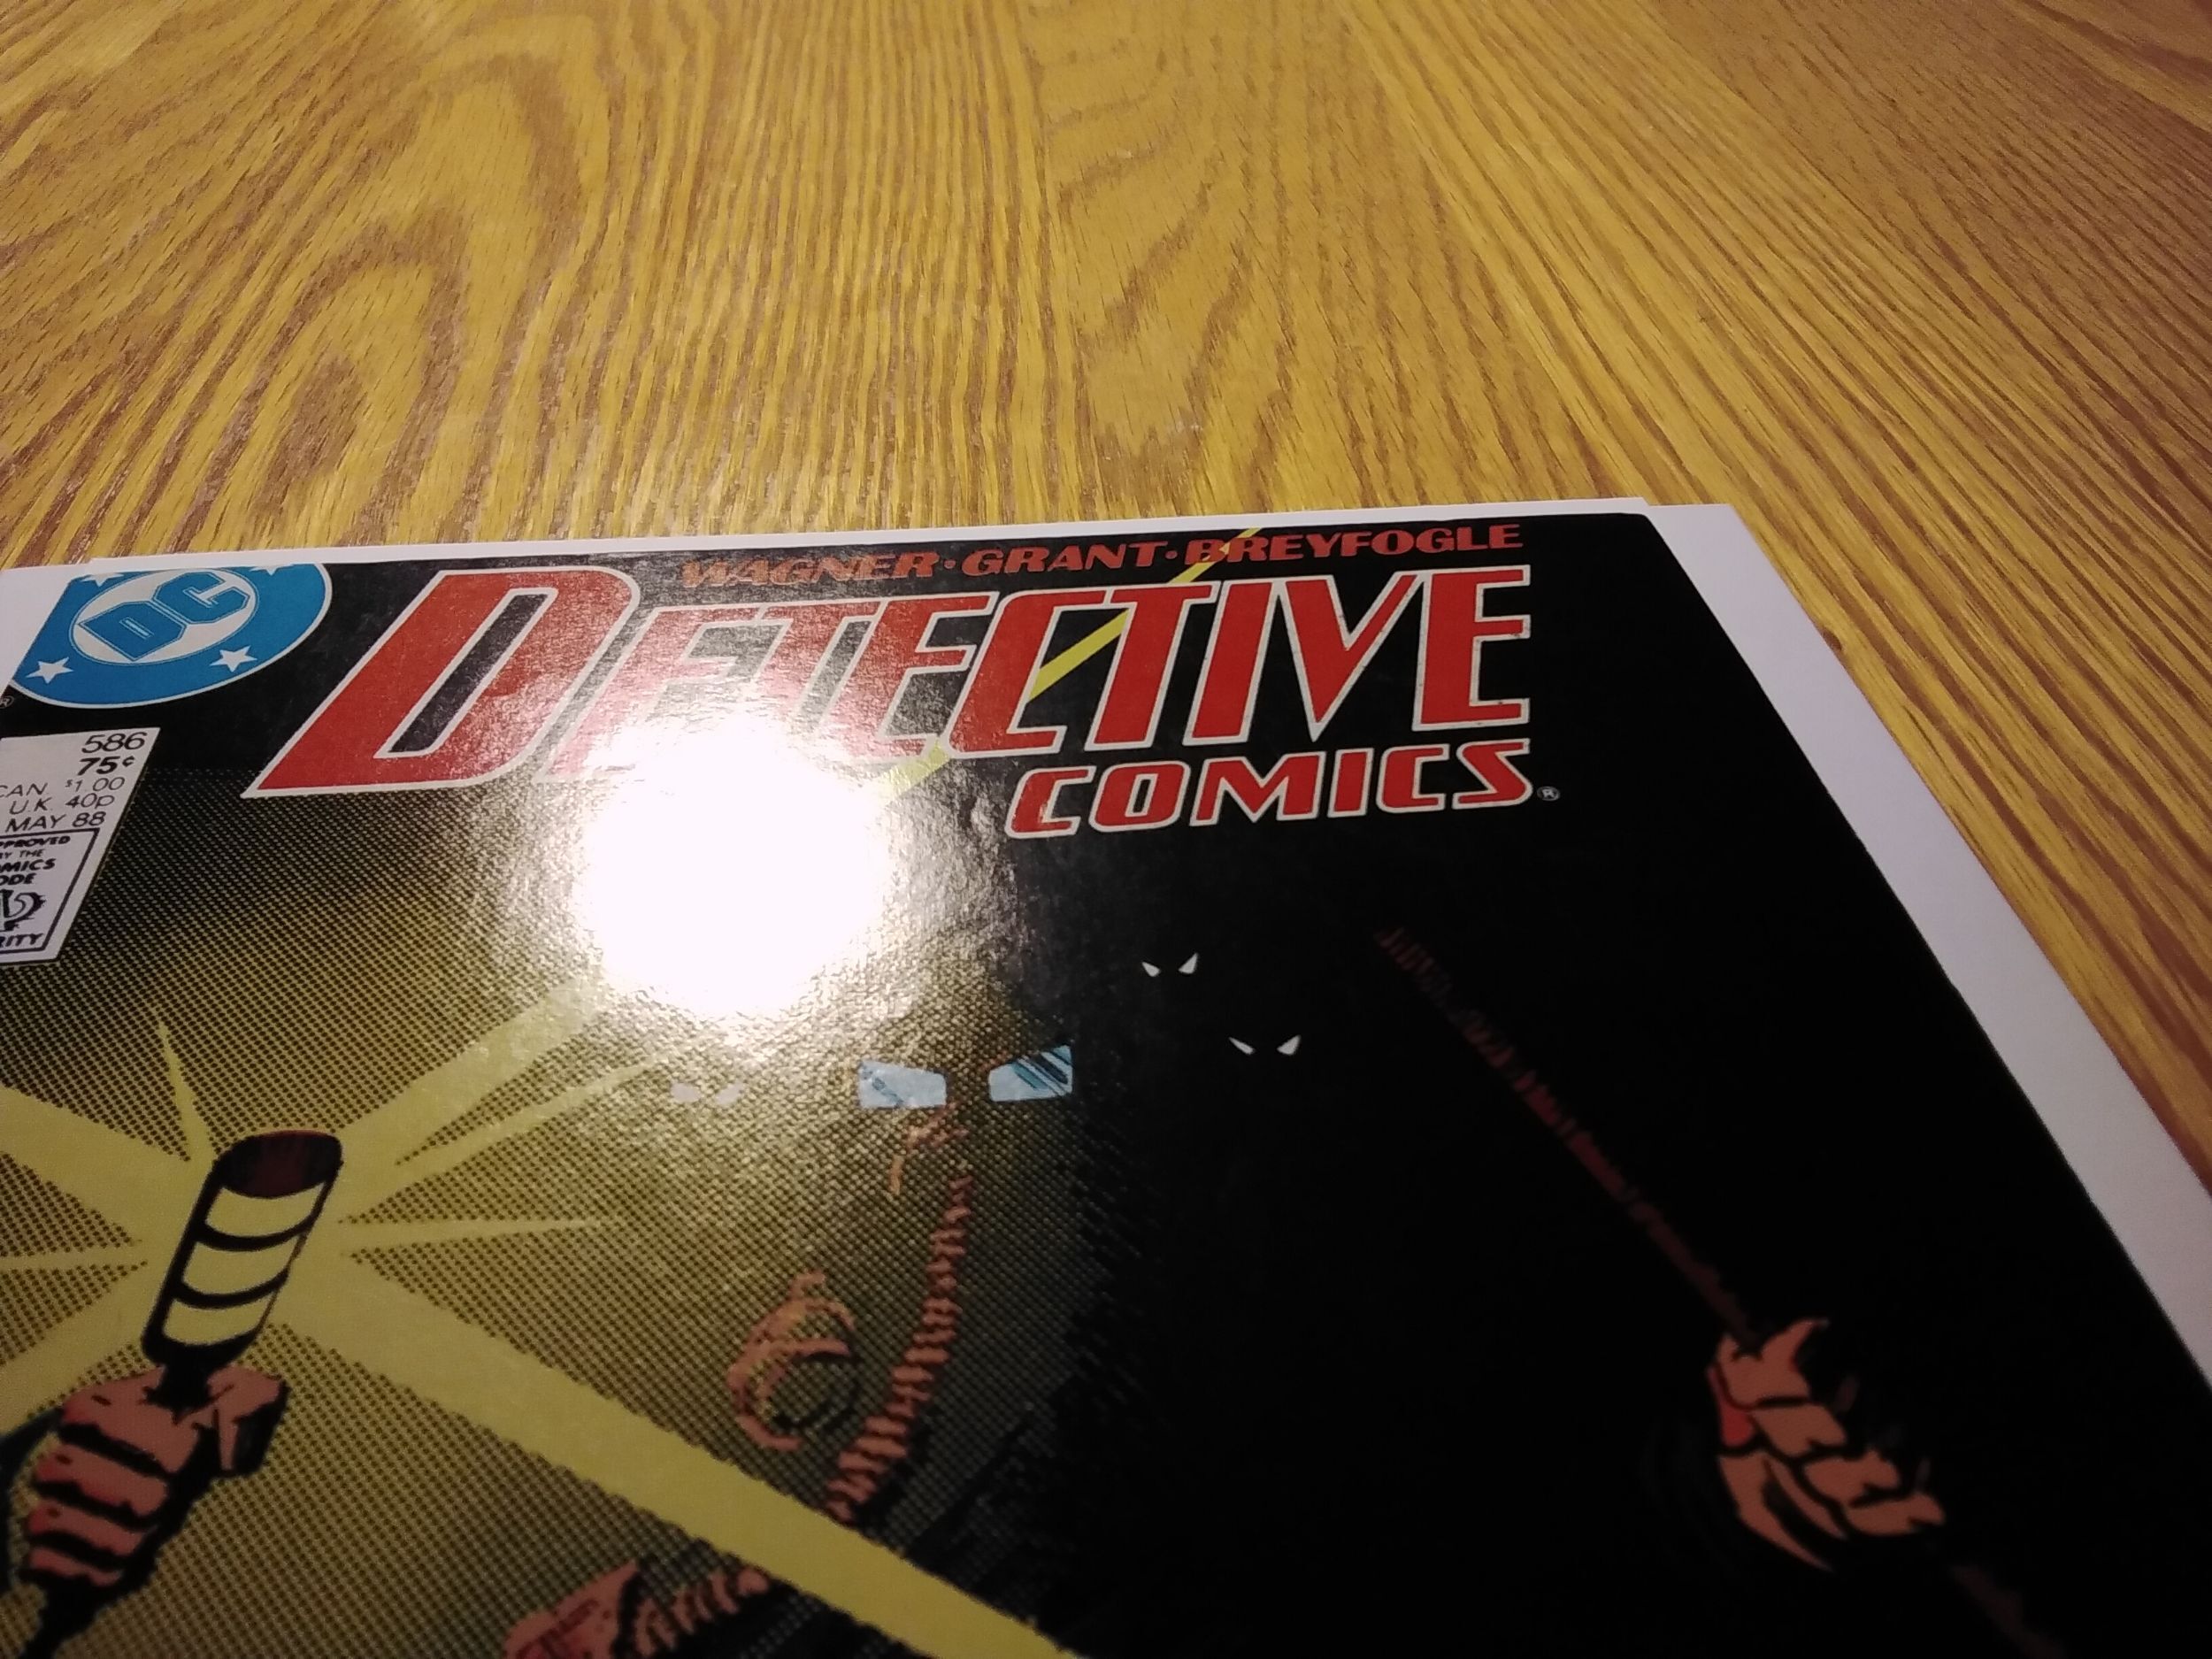 WAGNER·GRANT·BREYFOGLE
DC
DETECTIVE
COMICS®
®
586
75¢
CAN. $1.00
U.K. 40p
MAY 88
APPROVED
BY THE
COMICS
CODE